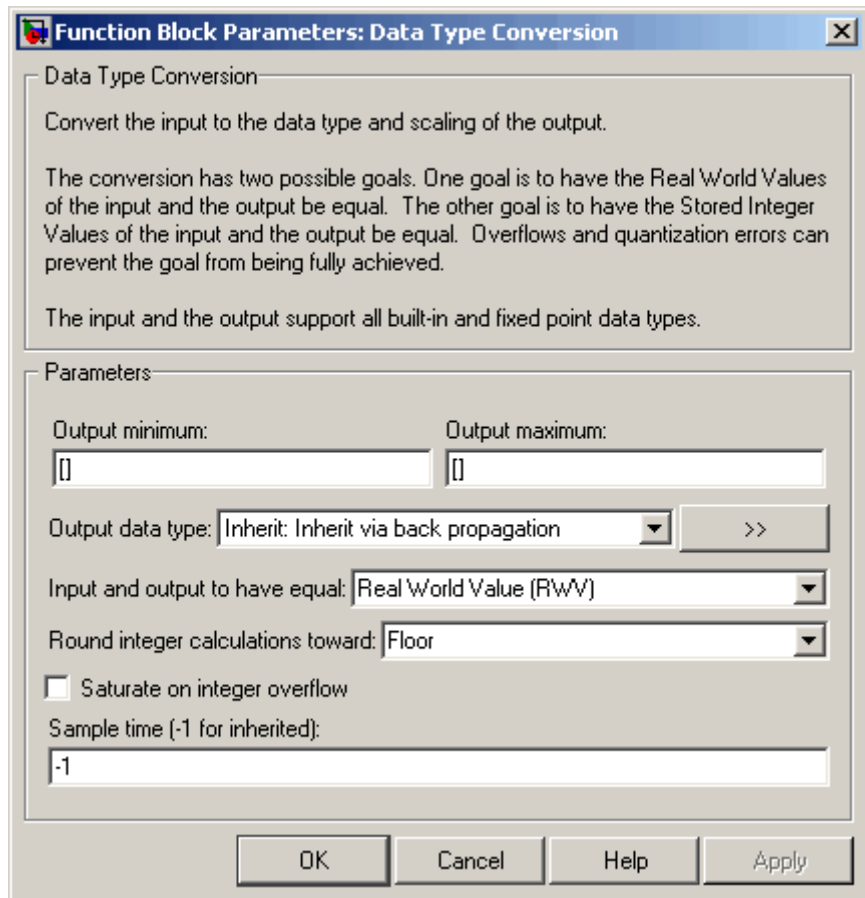 Function Block Parameters: Data Type Conversion
Data Type Conversion
Convert the input to the data type and scaling of the output.
The conversion has two possible goals. One goal is to have the Real World Values
of the input and the output be equal.  The other goal is to have the Stored Integer
Values of the input and the output be equal.  Overflows and quantization errors can
prevent the goal from being fully achieved.
The input and the output support all built-in and fixed point data types.
Parameters
Output minimum: Output maximum:
[] []
Output data type: Inherit: Inherit via back propagation >>
Input and output to have equal: Real World Value (RWV)
Round integer calculations toward: Floor
Saturate on integer overflow
Sample time (-1 for inherited):
-1
OK Cancel Help Apply